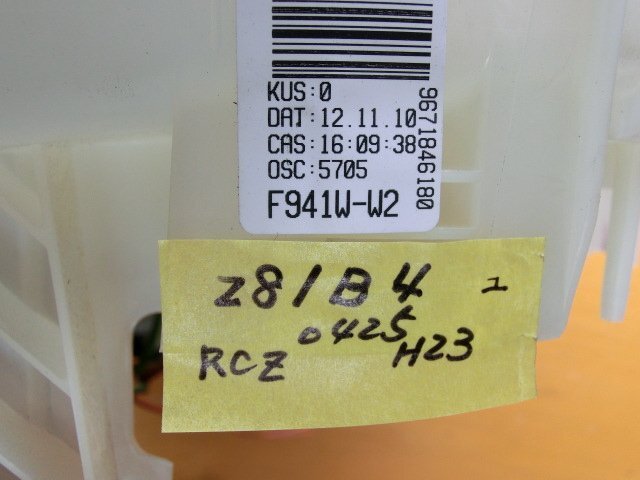 KUS:0
DAT:12.11.10
CAS:16:09:38
OSC:5705
F941W-W2
9671846180
Z81B4
0425
RCZ
H23